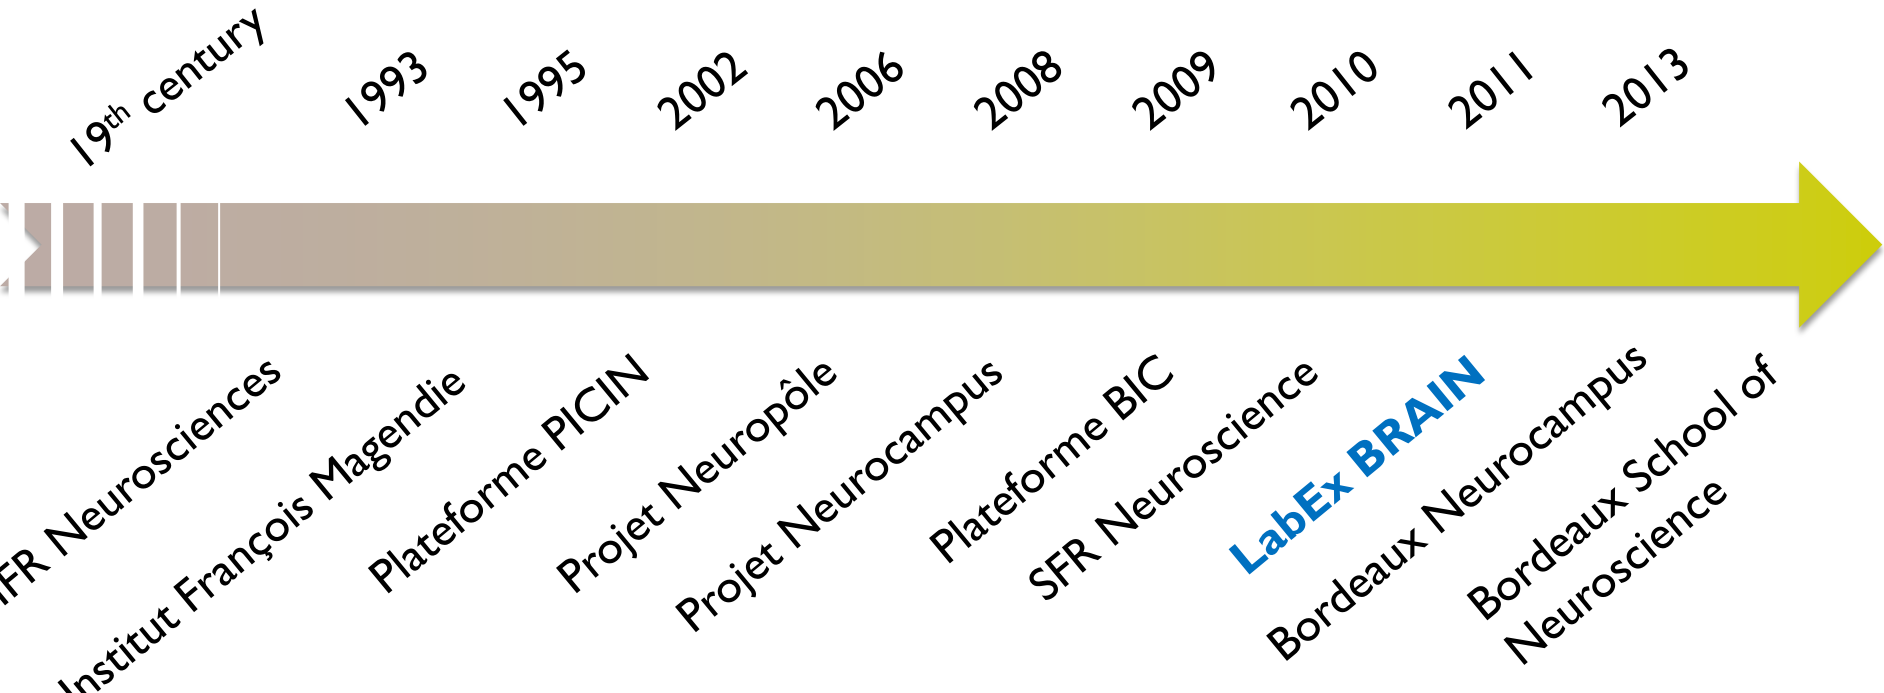 19th century
1993
1995
2002
2006
2008
2009
2010
2011
2013
IFR Neurosciences
Institut François Magendie
Plateforme PICIN
Projet Neuropôle
Projet Neurocampus
Plateforme BIC
SFR Neuroscience
LabEx BRAIN
Bordeaux Neurocampus
Bordeaux School of
Neuroscience